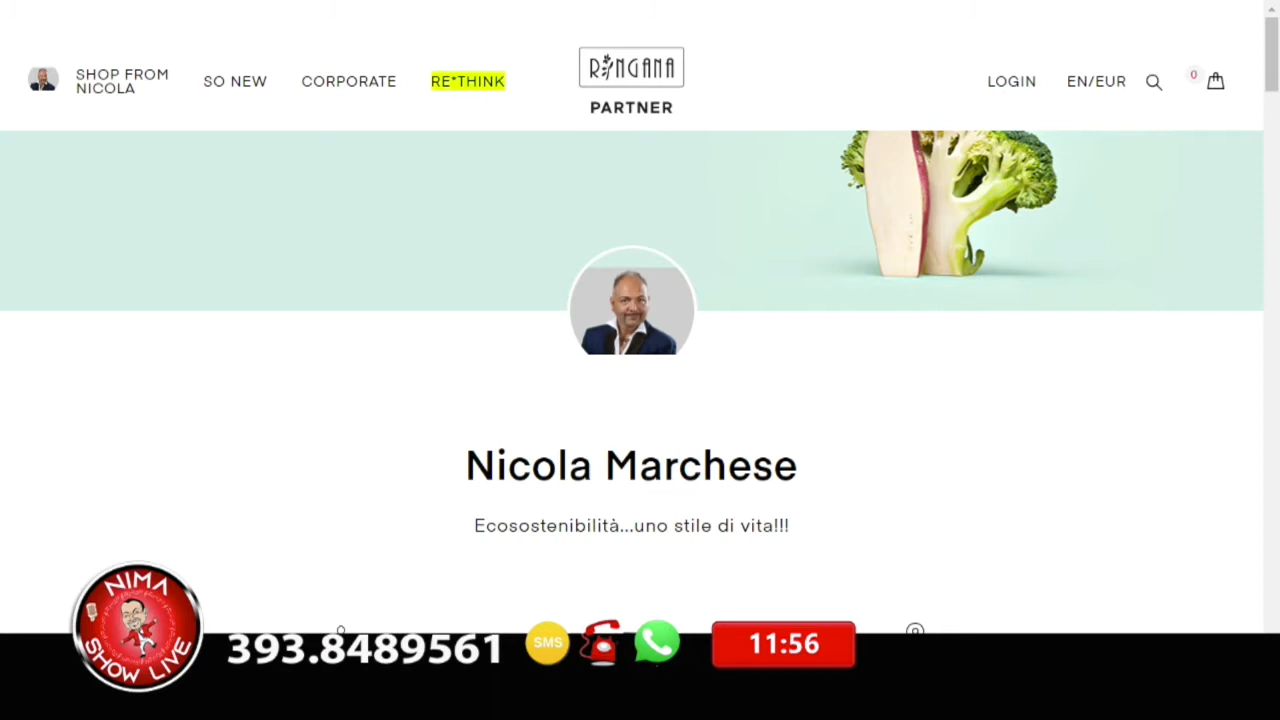 SHOP FROM
NICOLA
SO NEW
CORPORATE
RE*THINK
RINGANA
PARTNER
LOGIN
EN/EUR
0
Nicola Marchese
Ecosostenibilità...uno stile di vita!!!
NIMA
SHOW LIVE
393.8489561
SMS
11:56